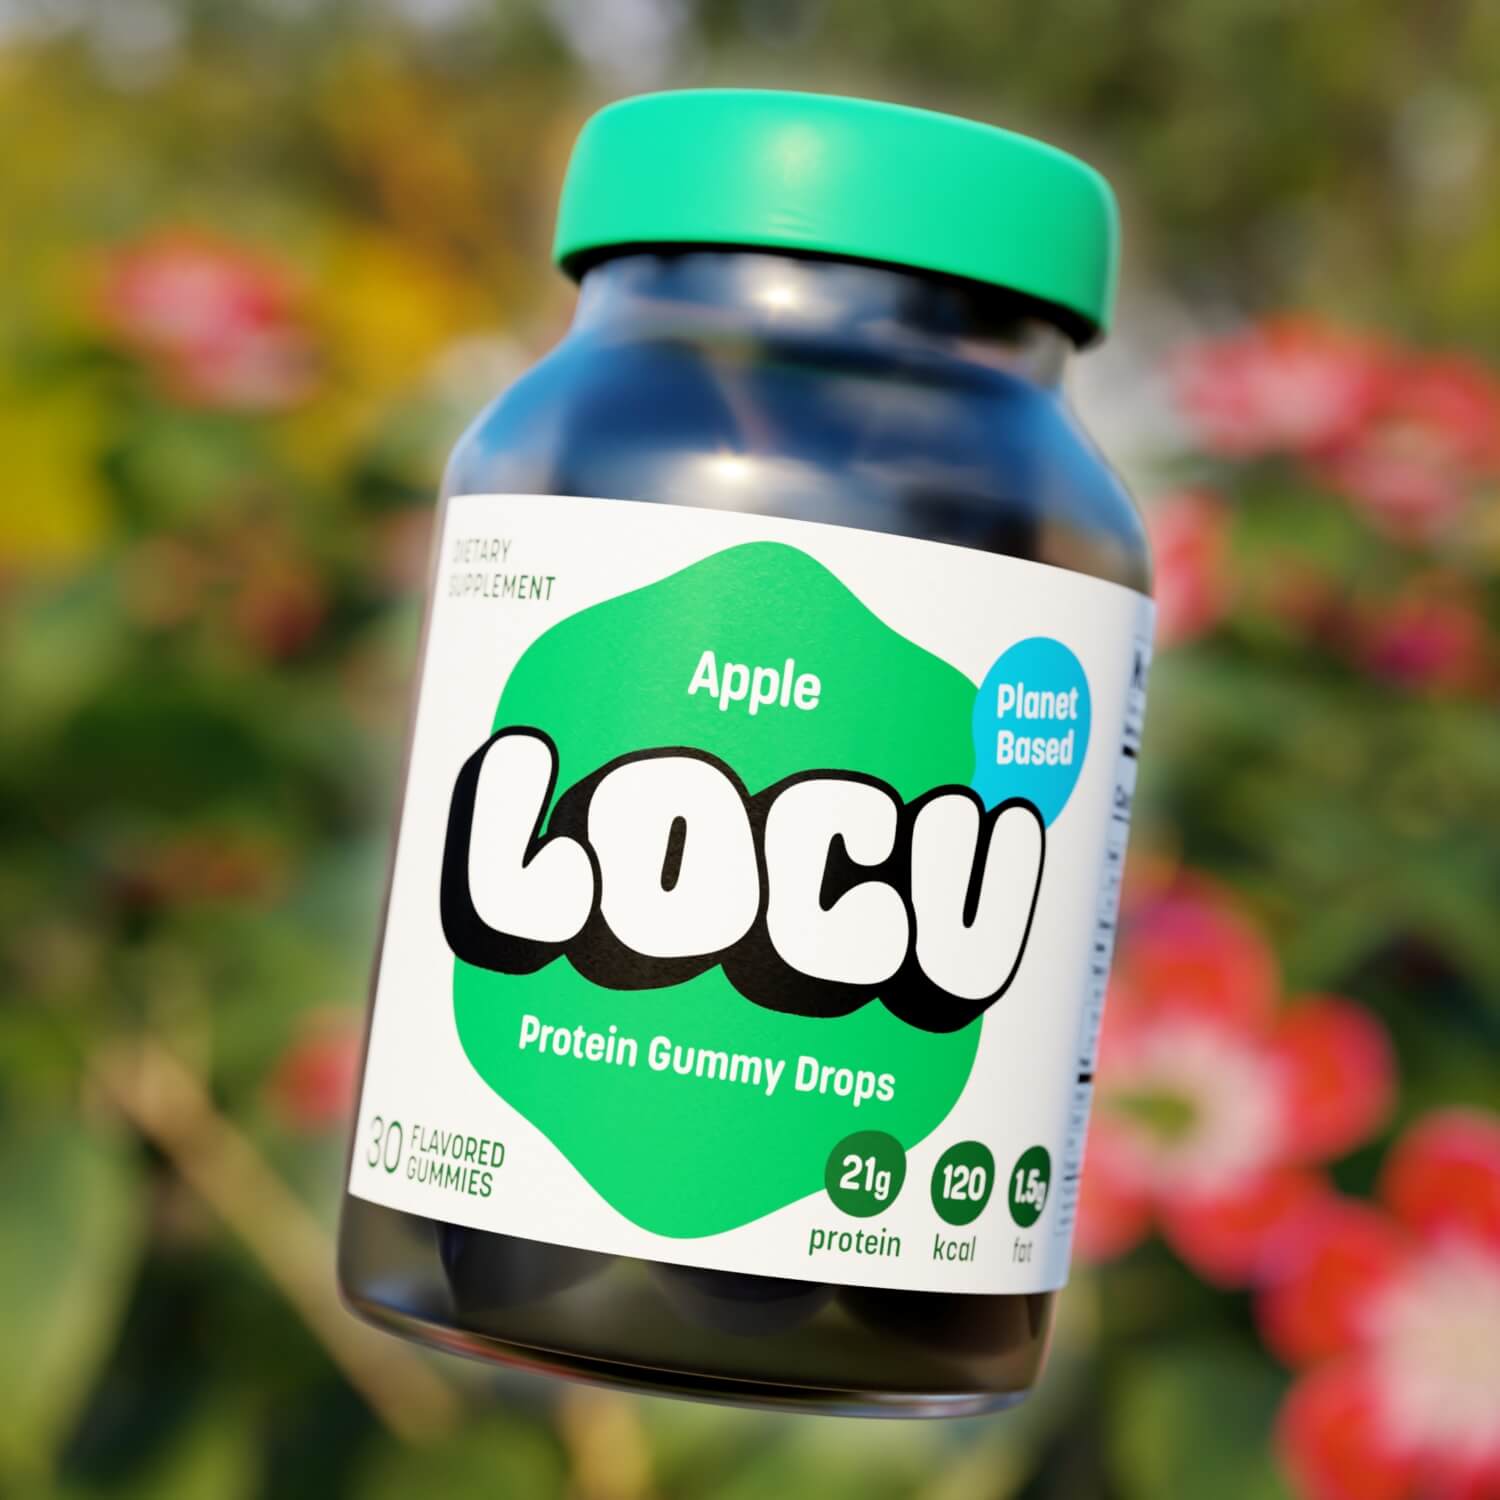 DIETARY
SUPPLEMENT
Apple
Planet
Based
LOCU
Protein Gummy Drops
30 FLAVORED
GUMMIES
21g
protein
120
kcal
1.5g
fat